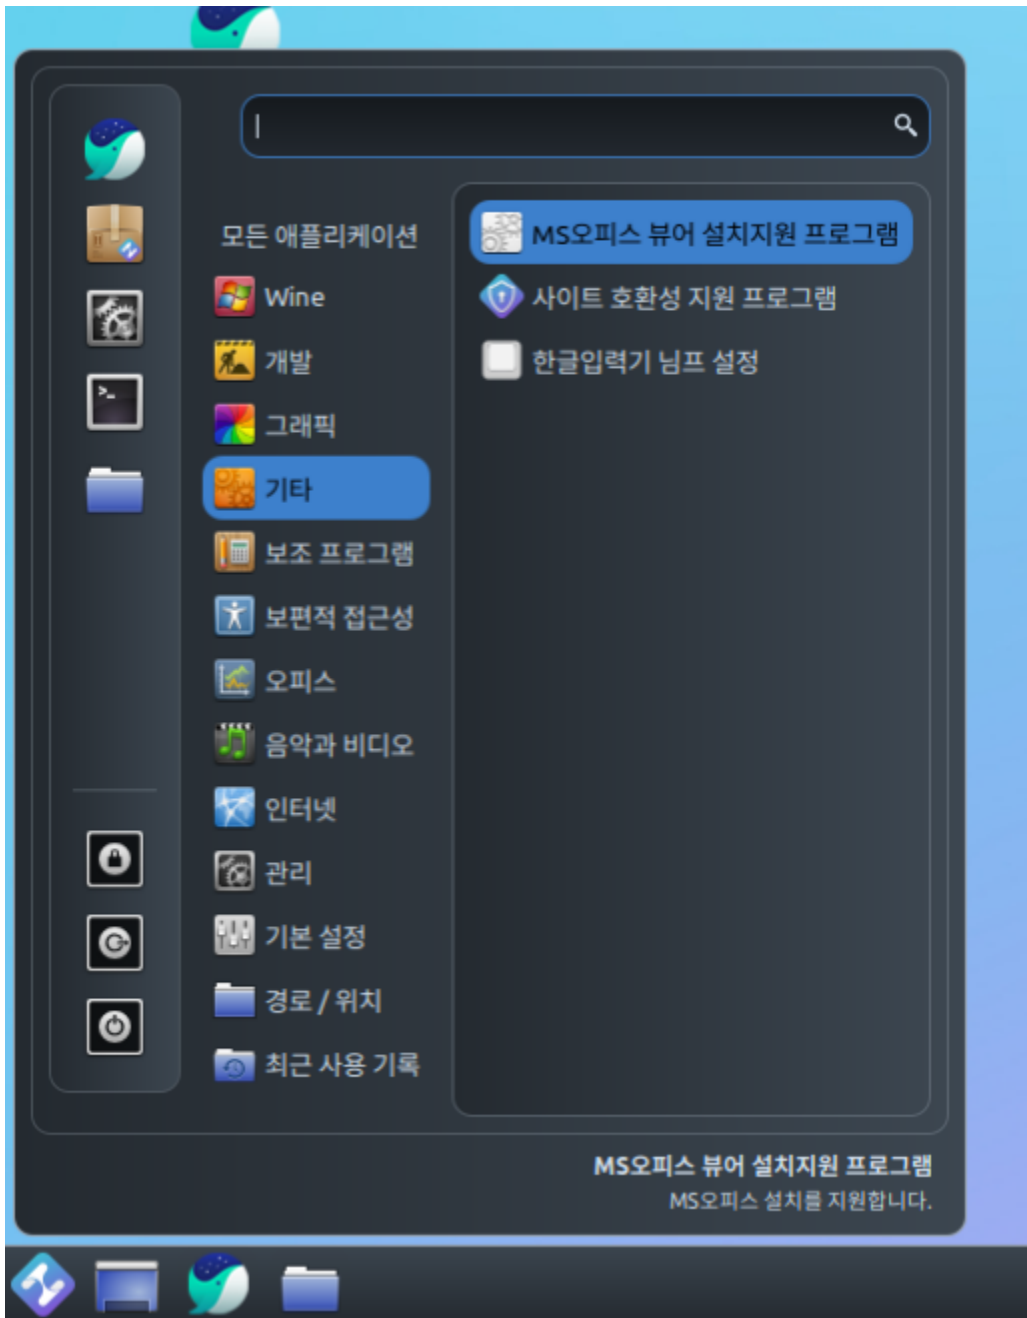 모든 애플리케이션
Wine
개발
그래픽
기타
보조 프로그램
보편적 접근성
오피스
음악과 비디오
인터넷
관리
기본 설정
경로 / 위치
최근 사용 기록
MS오피스 뷰어 설치지원 프로그램
사이트 호환성 지원 프로그램
한글입력기 님프 설정
MS오피스 뷰어 설치지원 프로그램
MS오피스 설치를 지원합니다.